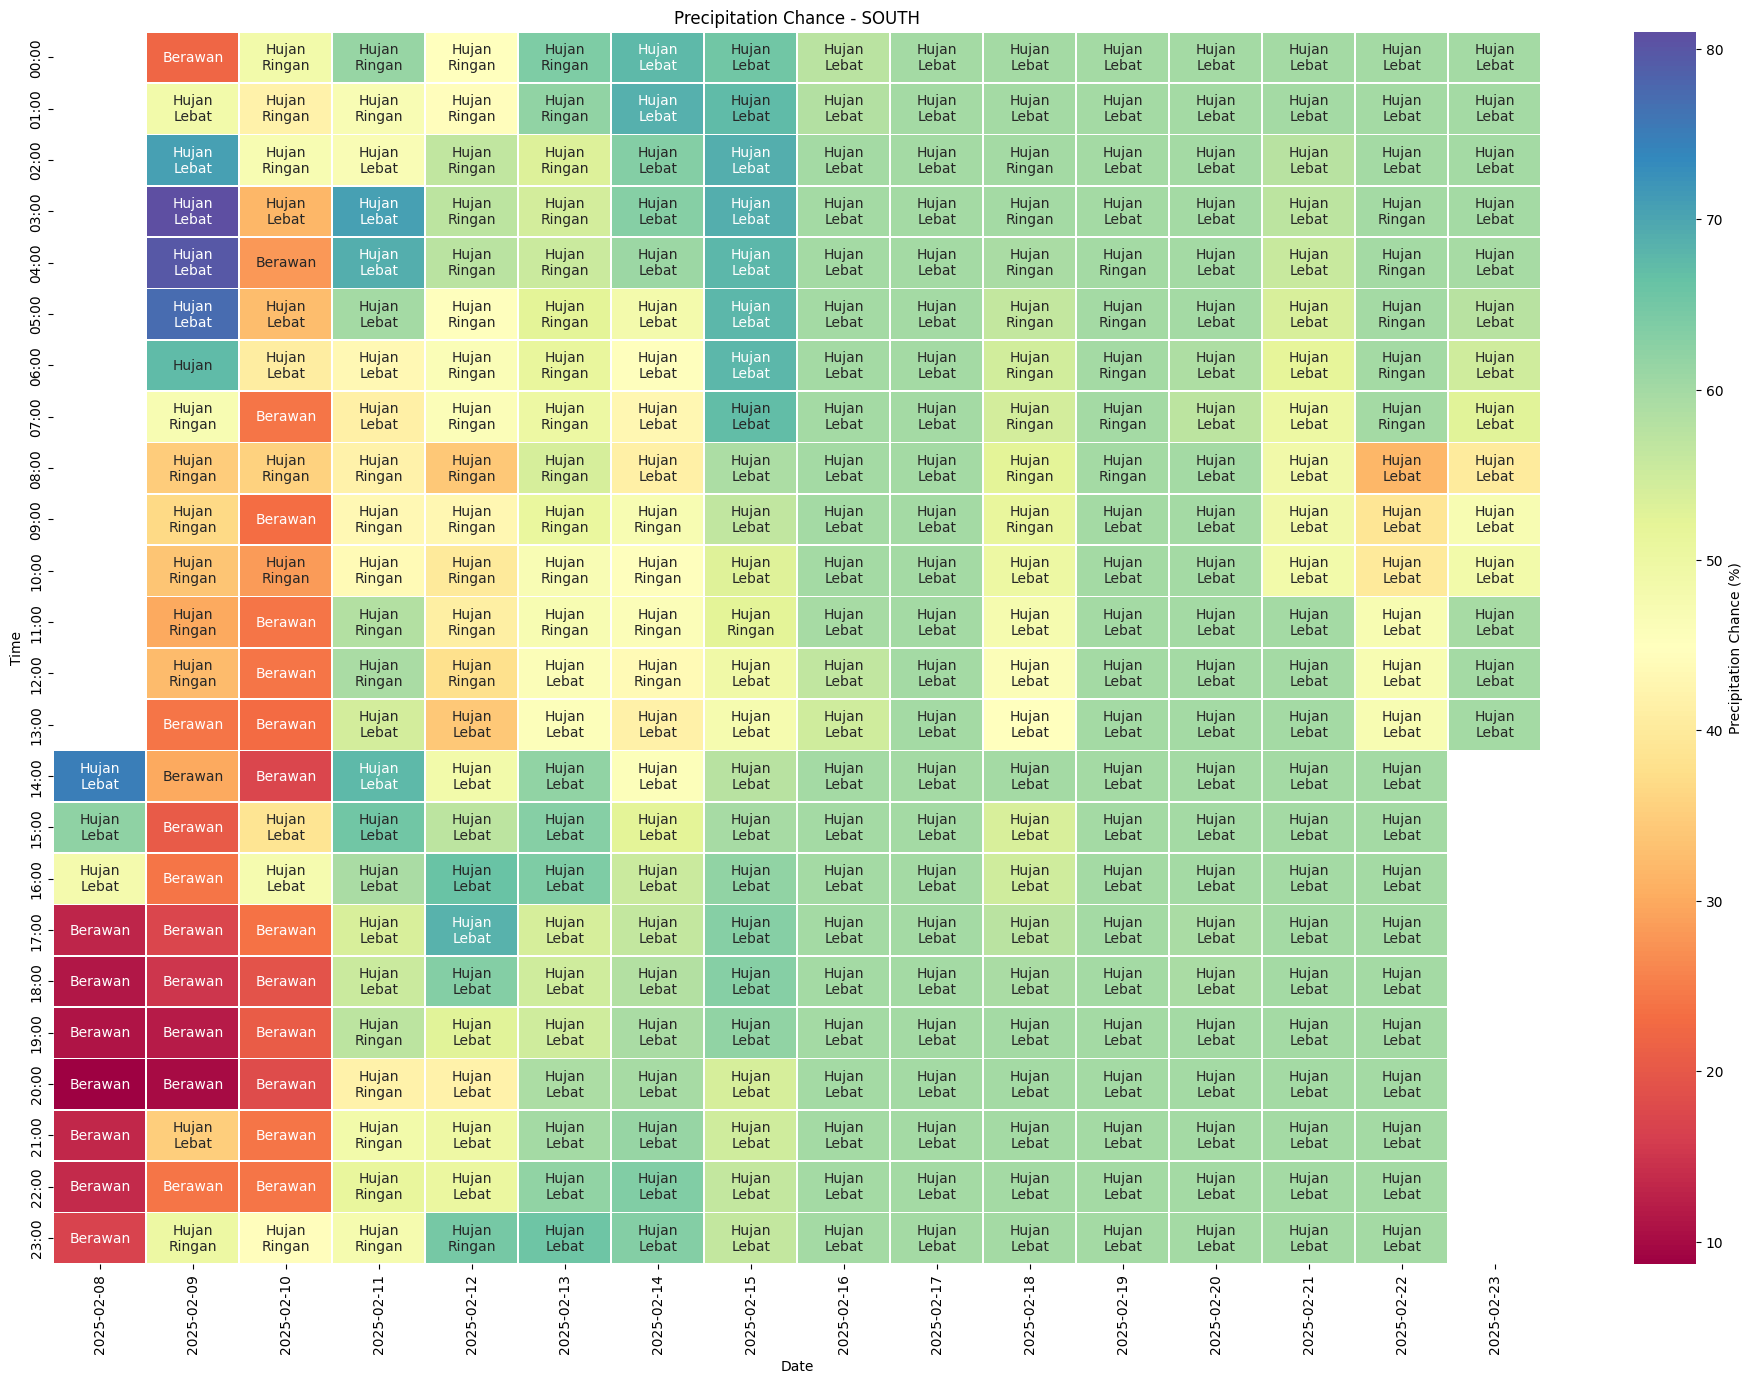 Precipitation Chance - SOUTH
00:00 Berawan Hujan Ringan Hujan Ringan Hujan Ringan Hujan Ringan Hujan Lebat Hujan Lebat Hujan Lebat Hujan Lebat Hujan Lebat Hujan Lebat Hujan Lebat Hujan Lebat Hujan Lebat Hujan Lebat
01:00 Hujan Lebat Hujan Ringan Hujan Ringan Hujan Ringan Hujan Ringan Hujan Lebat Hujan Lebat Hujan Lebat Hujan Lebat Hujan Lebat Hujan Lebat Hujan Lebat Hujan Lebat Hujan Lebat Hujan Lebat
02:00 Hujan Lebat Hujan Ringan Hujan Lebat Hujan Ringan Hujan Ringan Hujan Lebat Hujan Lebat Hujan Lebat Hujan Lebat Hujan Ringan Hujan Lebat Hujan Lebat Hujan Lebat Hujan Lebat Hujan Lebat
03:00 Hujan Lebat Hujan Lebat Hujan Lebat Hujan Ringan Hujan Ringan Hujan Lebat Hujan Lebat Hujan Lebat Hujan Lebat Hujan Ringan Hujan Lebat Hujan Lebat Hujan Lebat Hujan Ringan Hujan Lebat
04:00 Hujan Lebat Berawan Hujan Lebat Hujan Ringan Hujan Ringan Hujan Lebat Hujan Lebat Hujan Lebat Hujan Lebat Hujan Ringan Hujan Ringan Hujan Lebat Hujan Lebat Hujan Ringan Hujan Lebat
05:00 Hujan Lebat Hujan Lebat Hujan Lebat Hujan Ringan Hujan Ringan Hujan Lebat Hujan Lebat Hujan Lebat Hujan Lebat Hujan Ringan Hujan Ringan Hujan Lebat Hujan Lebat Hujan Ringan Hujan Lebat
06:00 Hujan Hujan Lebat Hujan Lebat Hujan Ringan Hujan Ringan Hujan Lebat Hujan Lebat Hujan Lebat Hujan Lebat Hujan Ringan Hujan Ringan Hujan Lebat Hujan Lebat Hujan Ringan Hujan Lebat
07:00 Hujan Ringan Berawan Hujan Lebat Hujan Ringan Hujan Ringan Hujan Lebat Hujan Lebat Hujan Lebat Hujan Lebat Hujan Ringan Hujan Ringan Hujan Lebat Hujan Lebat Hujan Ringan Hujan Lebat
08:00 Hujan Ringan Hujan Ringan Hujan Ringan Hujan Ringan Hujan Ringan Hujan Lebat Hujan Lebat Hujan Lebat Hujan Lebat Hujan Ringan Hujan Ringan Hujan Lebat Hujan Lebat Hujan Lebat Hujan Lebat
09:00 Hujan Ringan Berawan Hujan Ringan Hujan Ringan Hujan Ringan Hujan Ringan Hujan Lebat Hujan Lebat Hujan Lebat Hujan Ringan Hujan Lebat Hujan Lebat Hujan Lebat Hujan Lebat Hujan Lebat
10:00 Hujan Ringan Hujan Ringan Hujan Ringan Hujan Ringan Hujan Ringan Hujan Ringan Hujan Lebat Hujan Lebat Hujan Lebat Hujan Lebat Hujan Lebat Hujan Lebat Hujan Lebat Hujan Lebat Hujan Lebat
11:00 Hujan Ringan Berawan Hujan Ringan Hujan Ringan Hujan Ringan Hujan Ringan Hujan Ringan Hujan Lebat Hujan Lebat Hujan Lebat Hujan Lebat Hujan Lebat Hujan Lebat Hujan Lebat Hujan Lebat
12:00 Hujan Ringan Berawan Hujan Ringan Hujan Ringan Hujan Lebat Hujan Ringan Hujan Lebat Hujan Lebat Hujan Lebat Hujan Lebat Hujan Lebat Hujan Lebat Hujan Lebat Hujan Lebat Hujan Lebat
13:00 Berawan Berawan Hujan Lebat Hujan Lebat Hujan Lebat Hujan Lebat Hujan Lebat Hujan Lebat Hujan Lebat Hujan Lebat Hujan Lebat Hujan Lebat Hujan Lebat Hujan Lebat Hujan Lebat
14:00 Hujan Lebat Berawan Berawan Hujan Lebat Hujan Lebat Hujan Lebat Hujan Lebat Hujan Lebat Hujan Lebat Hujan Lebat Hujan Lebat Hujan Lebat Hujan Lebat Hujan Lebat Hujan Lebat
15:00 Hujan Lebat Berawan Hujan Lebat Hujan Lebat Hujan Lebat Hujan Lebat Hujan Lebat Hujan Lebat Hujan Lebat Hujan Lebat Hujan Lebat Hujan Lebat Hujan Lebat Hujan Lebat Hujan Lebat
16:00 Hujan Lebat Berawan Hujan Lebat Hujan Lebat Hujan Lebat Hujan Lebat Hujan Lebat Hujan Lebat Hujan Lebat Hujan Lebat Hujan Lebat Hujan Lebat Hujan Lebat Hujan Lebat Hujan Lebat
17:00 Berawan Berawan Berawan Hujan Lebat Hujan Lebat Hujan Lebat Hujan Lebat Hujan Lebat Hujan Lebat Hujan Lebat Hujan Lebat Hujan Lebat Hujan Lebat Hujan Lebat Hujan Lebat
18:00 Berawan Berawan Berawan Hujan Lebat Hujan Lebat Hujan Lebat Hujan Lebat Hujan Lebat Hujan Lebat Hujan Lebat Hujan Lebat Hujan Lebat Hujan Lebat Hujan Lebat Hujan Lebat
19:00 Berawan Berawan Berawan Hujan Ringan Hujan Lebat Hujan Lebat Hujan Lebat Hujan Lebat Hujan Lebat Hujan Lebat Hujan Lebat Hujan Lebat Hujan Lebat Hujan Lebat Hujan Lebat
20:00 Berawan Berawan Berawan Hujan Ringan Hujan Lebat Hujan Lebat Hujan Lebat Hujan Lebat Hujan Lebat Hujan Lebat Hujan Lebat Hujan Lebat Hujan Lebat Hujan Lebat Hujan Lebat
21:00 Berawan Hujan Lebat Berawan Hujan Ringan Hujan Lebat Hujan Lebat Hujan Lebat Hujan Lebat Hujan Lebat Hujan Lebat Hujan Lebat Hujan Lebat Hujan Lebat Hujan Lebat Hujan Lebat
22:00 Berawan Berawan Berawan Hujan Ringan Hujan Lebat Hujan Lebat Hujan Lebat Hujan Lebat Hujan Lebat Hujan Lebat Hujan Lebat Hujan Lebat Hujan Lebat Hujan Lebat Hujan Lebat
23:00 Berawan Hujan Ringan Hujan Ringan Hujan Ringan Hujan Ringan Hujan Lebat Hujan Lebat Hujan Lebat Hujan Lebat Hujan Lebat Hujan Lebat Hujan Lebat Hujan Lebat Hujan Lebat Hujan Lebat
Time
2025-02-08 2025-02-09 2025-02-10 2025-02-11 2025-02-12 2025-02-13 2025-02-14 2025-02-15 2025-02-16 2025-02-17 2025-02-18 2025-02-19 2025-02-20 2025-02-21 2025-02-22 2025-02-23
Date
80
70
60
50
40
30
20
10
Precipitation Chance (%)